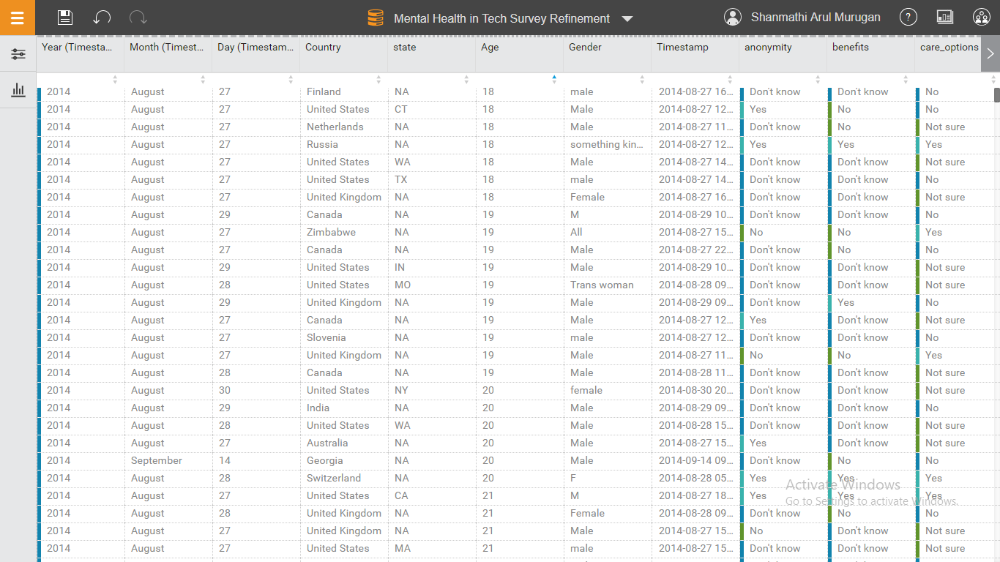 Mental Health in Tech Survey Refinement Shanmathi Arul Murugan ?
Year (Timesta... Month (Timest... Day (Timestam... Country state Age Gender Timestamp anonymity benefits care_options
2014 August 27 Finland NA 18 male 2014-08-27 16... Don't know Don't know No
2014 August 27 United States CT 18 Male 2014-08-27 12... Yes No No
2014 August 27 Netherlands NA 18 Male 2014-08-27 11... Don't know No Not sure
2014 August 27 Russia NA 18 something kin... 2014-08-27 12... Yes Yes Yes
2014 August 27 United States WA 18 Male 2014-08-27 14... Don't know Don't know Not sure
2014 August 27 United States TX 18 male 2014-08-27 14... Don't know Don't know No
2014 August 27 United Kingdom NA 18 Female 2014-08-27 16... Don't know Don't know Not sure
2014 August 29 Canada NA 19 M 2014-08-29 10... Don't know Don't know No
2014 August 27 Zimbabwe NA 19 All 2014-08-27 15... No No Yes
2014 August 27 Canada NA 19 Male 2014-08-27 22... Don't know No No
2014 August 29 United States IN 19 Male 2014-08-29 10... Don't know Don't know Not sure
2014 August 28 United States MO 19 Trans woman 2014-08-28 09... Don't know Don't know Not sure
2014 August 29 United Kingdom NA 19 Male 2014-08-29 09... Don't know Yes No
2014 August 27 Canada NA 19 Male 2014-08-27 12... Yes Don't know Not sure
2014 August 27 Slovenia NA 19 male 2014-08-27 12... Don't know Don't know No
2014 August 27 United Kingdom NA 19 Male 2014-08-27 11... No No Yes
2014 August 28 Canada NA 19 Male 2014-08-28 11... Don't know Don't know Not sure
2014 August 30 United States NY 20 female 2014-08-30 20... Don't know Don't know Not sure
2014 August 29 India NA 20 Male 2014-08-29 09... Don't know Don't know No
2014 August 28 United States WA 20 Male 2014-08-28 15... Don't know Don't know Not sure
2014 August 27 Australia NA 20 Male 2014-08-27 15... Yes Don't know Not sure
2014 September 14 Georgia NA 20 Male 2014-09-14 09... Don't know No No
2014 August 28 Switzerland NA 20 F 2014-08-28 05... Yes Yes Yes
Activate Windows
2014 August 27 United States CA 21 M 2014-08-27 18... Yes Yes Yes
Go to Settings to activate Windows.
2014 August 28 United Kingdom NA 21 Female 2014-08-28 09... Don't know No No
2014 August 27 United Kingdom NA 21 Male 2014-08-27 15... No Don't know Not sure
2014 August 27 United States MA 21 male 2014-08-27 15... Don't know Don't know Not sure